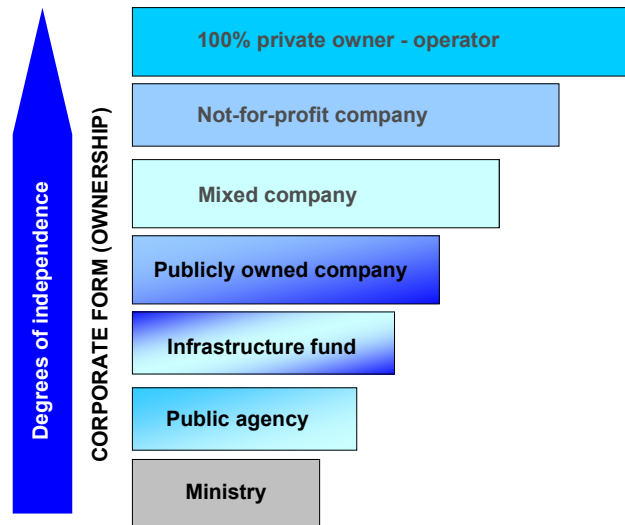 Degrees of independence
CORPORATE FORM (OWNERSHIP)
100% private owner - operator
Not-for-profit company
Mixed company
Publicly owned company
Infrastructure fund
Public agency
Ministry